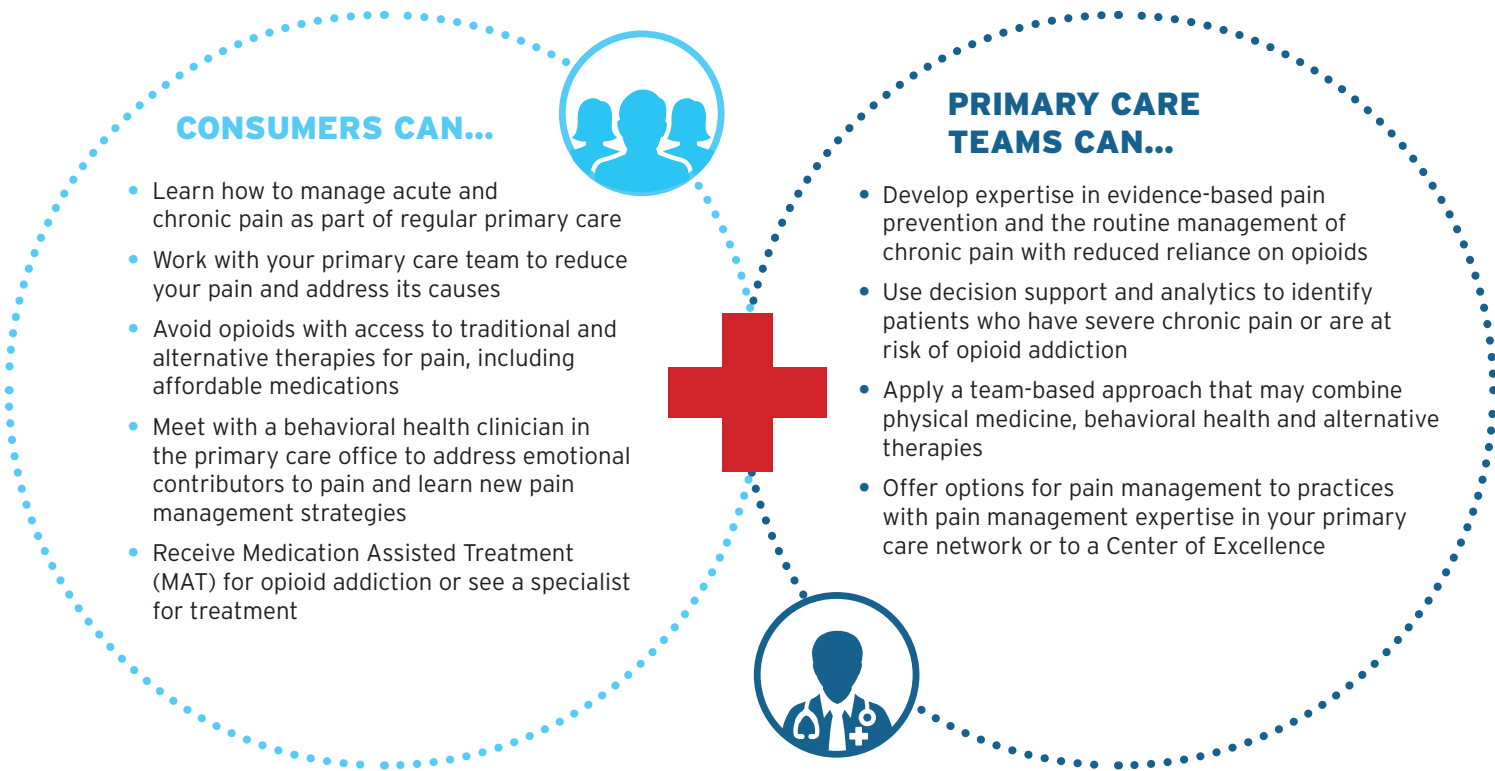 CONSUMERS CAN...
• Learn how to manage acute and
chronic pain as part of regular primary care
• Work with your primary care team to reduce
your pain and address its causes
• Avoid opioids with access to traditional and
alternative therapies for pain, including
affordable medications
• Meet with a behavioral health clinician in
the primary care office to address emotional
contributors to pain and learn new pain
management strategies
• Receive Medication Assisted Treatment
(MAT) for opioid addiction or see a specialist
for treatment
PRIMARY CARE
TEAMS CAN...
• Develop expertise in evidence-based pain
prevention and the routine management of
chronic pain with reduced reliance on opioids
• Use decision support and analytics to identify
patients who have severe chronic pain or are at
risk of opioid addiction
• Apply a team-based approach that may combine
physical medicine, behavioral health and alternative
therapies
• Offer options for pain management to practices
with pain management expertise in your primary
care network or to a Center of Excellence